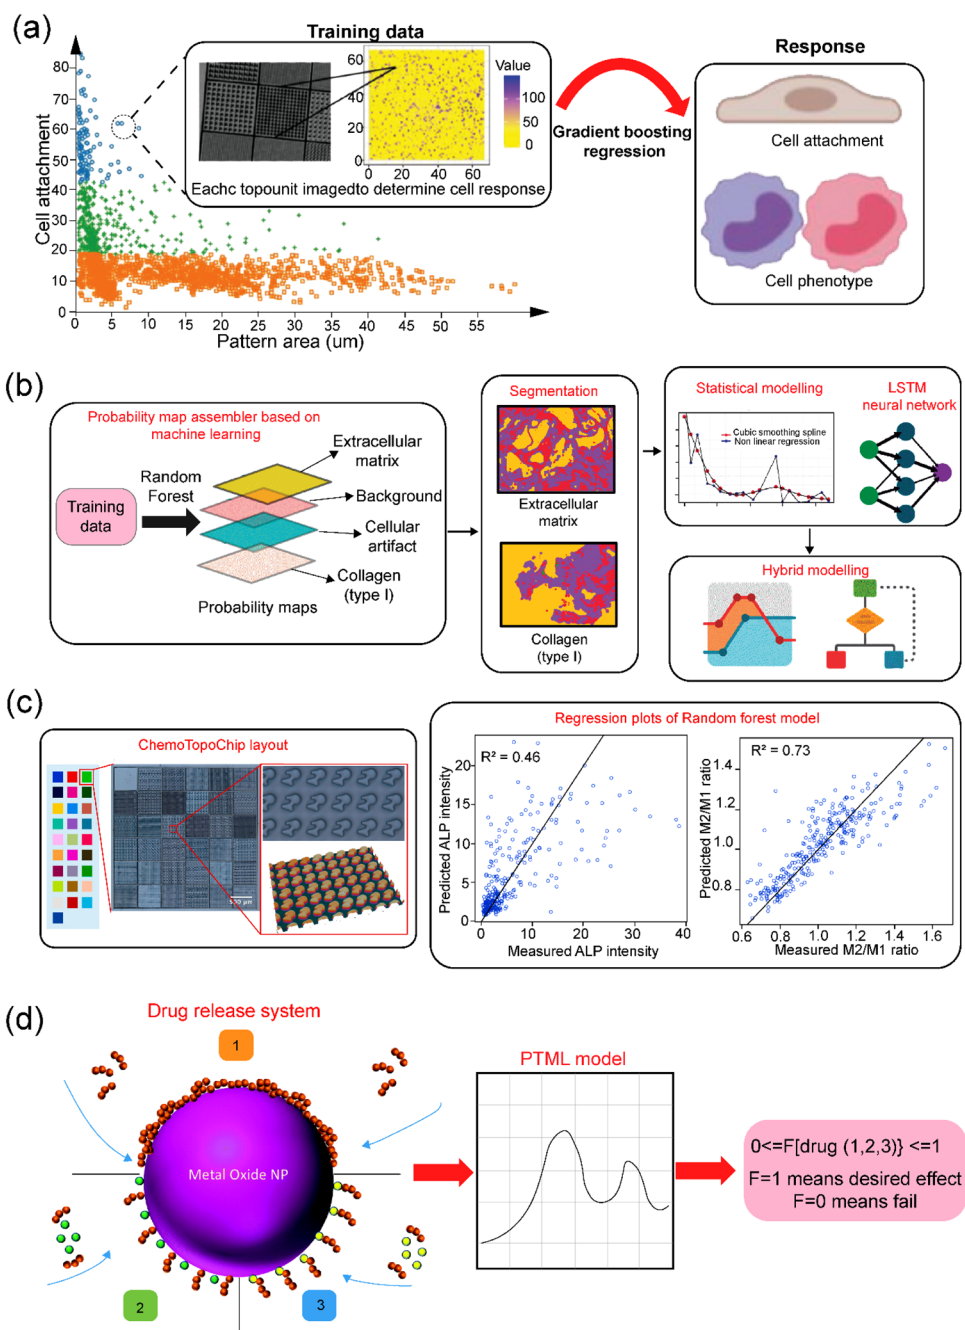 (a)
Training data
Value
100
50
0
60
40
20
0
0 20 40 60
Eachc topounit imagedto determine cell response
80
70
60
50
40
30
20
10
0
Cell attachment
0 5 10 15 20 25 30 35 40 45 50 55
Pattern area (um)
Gradient boosting
regression
Response
Cell attachment
Cell phenotype
(b)
Probability map assembler based on
machine learning
Training
data
Random
Forest
Extracellular
matrix
Background
Cellular
artifact
Collagen
(type I)
Probability maps
Segmentation
Extracellular
matrix
Collagen
(type I)
Statistical modelling
Cubic smoothing spline
Non linear regression
LSTM
neural network
Hybrid modelling
(c)
ChemoTopoChip layout
Regression plots of Random forest model
R² = 0.46
20
15
10
5
0
Predicted ALP intensity
0 10 20 30 40
Measured ALP intensity
R² = 0.73
1.4
1.2
1.0
0.8
Predicted M2/M1 ratio
0.6 0.8 1.0 1.2 1.4 1.6
Measured M2/M1 ratio
(d)
Drug release system
1
Metal Oxide NP
2
3
PTML model
0<=F[drug (1,2,3)} <=1
F=1 means desired effect
F=0 means fail